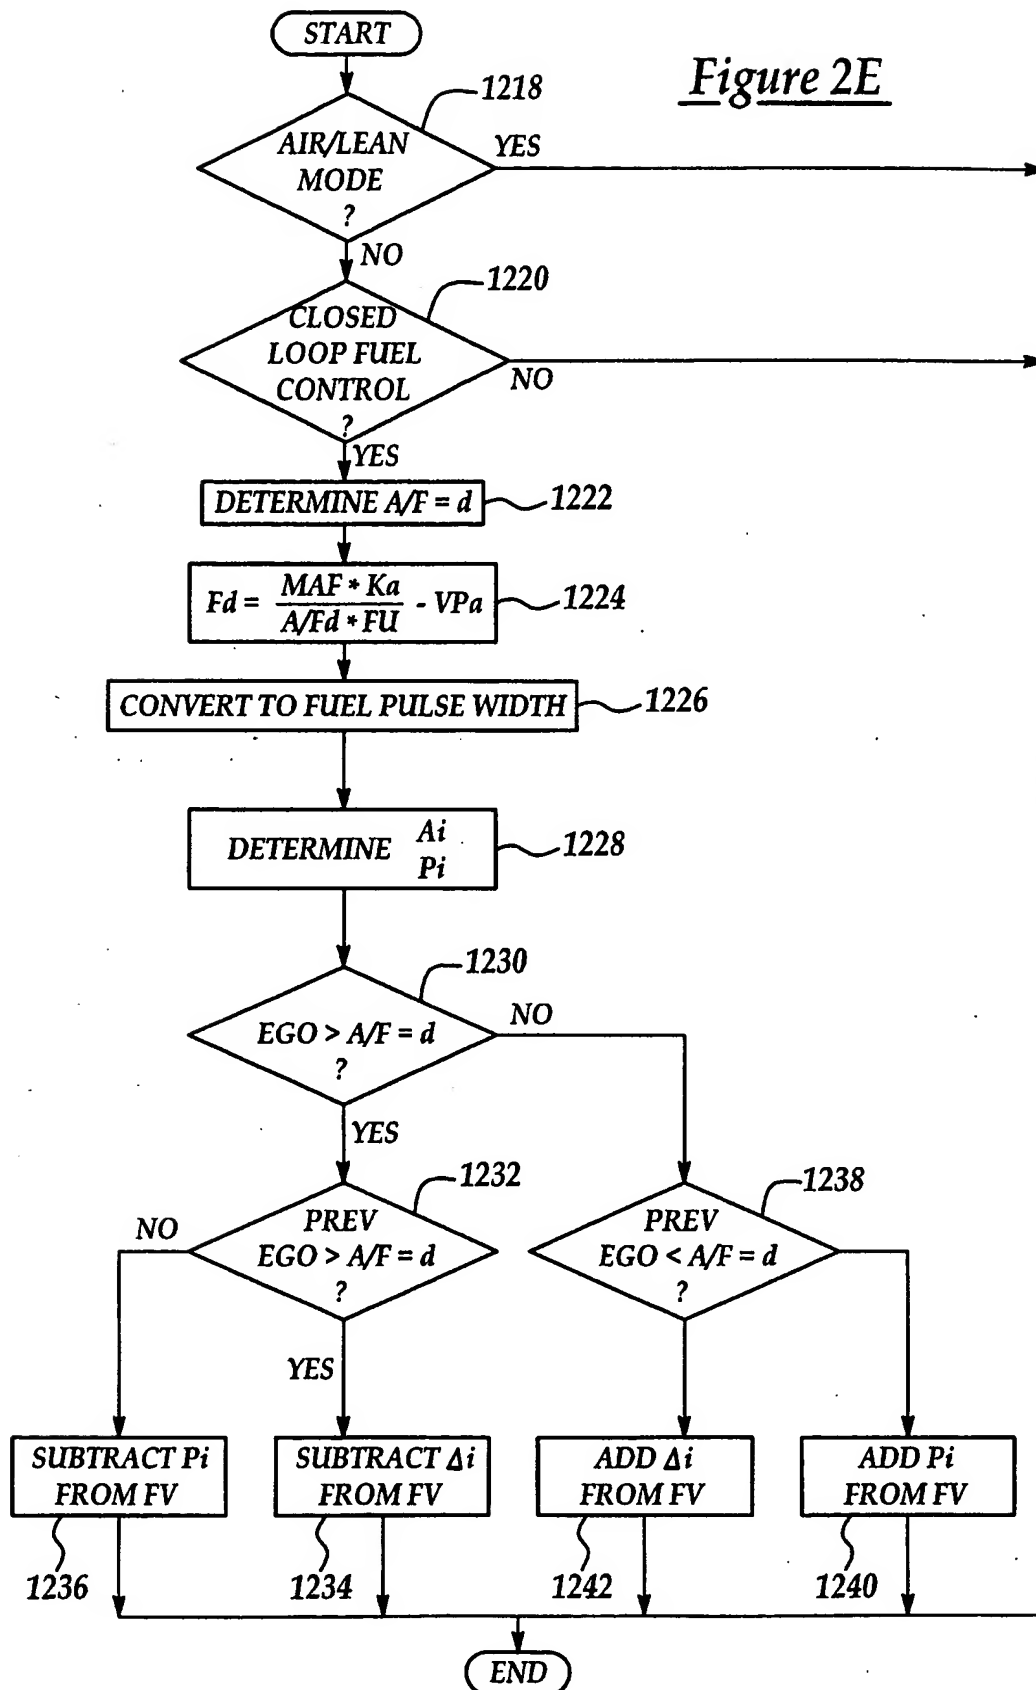 START
Figure 2E
1218
AIR/LEAN
MODE
?
YES
NO
1220
CLOSED
LOOP FUEL
CONTROL
?
NO
YES
DETERMINE A/F = d
1222
Fd = MAF * Ka / A/Fd * FU - VPa
1224
CONVERT TO FUEL PULSE WIDTH
1226
DETERMINE Ai
Pi
1228
1230
EGO > A/F = d
?
NO
YES
1232
PREV
EGO > A/F = d
?
NO
YES
1238
PREV
EGO < A/F = d
?
SUBTRACT Pi
FROM FV
1236
SUBTRACT Δi
FROM FV
1234
ADD Δi
FROM FV
1242
ADD Pi
FROM FV
1240
END